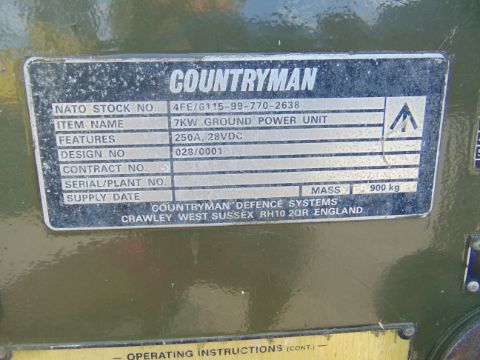 COUNTRYMAN
NATO STOCK NO. 4FE/6115-99-770-2638
ITEM NAME 7KW GROUND POWER UNIT
FEATURES 250A, 28VDC
DESIGN NO 028/0001
CONTRACT NO.
SERIAL/PLANT NO.
SUPPLY DATE MASS 900 kg
COUNTRYMAN DEFENCE SYSTEMS
CRAWLEY WEST SUSSEX RH10 2QR ENGLAND
— OPERATING INSTRUCTIONS (CONT.) —